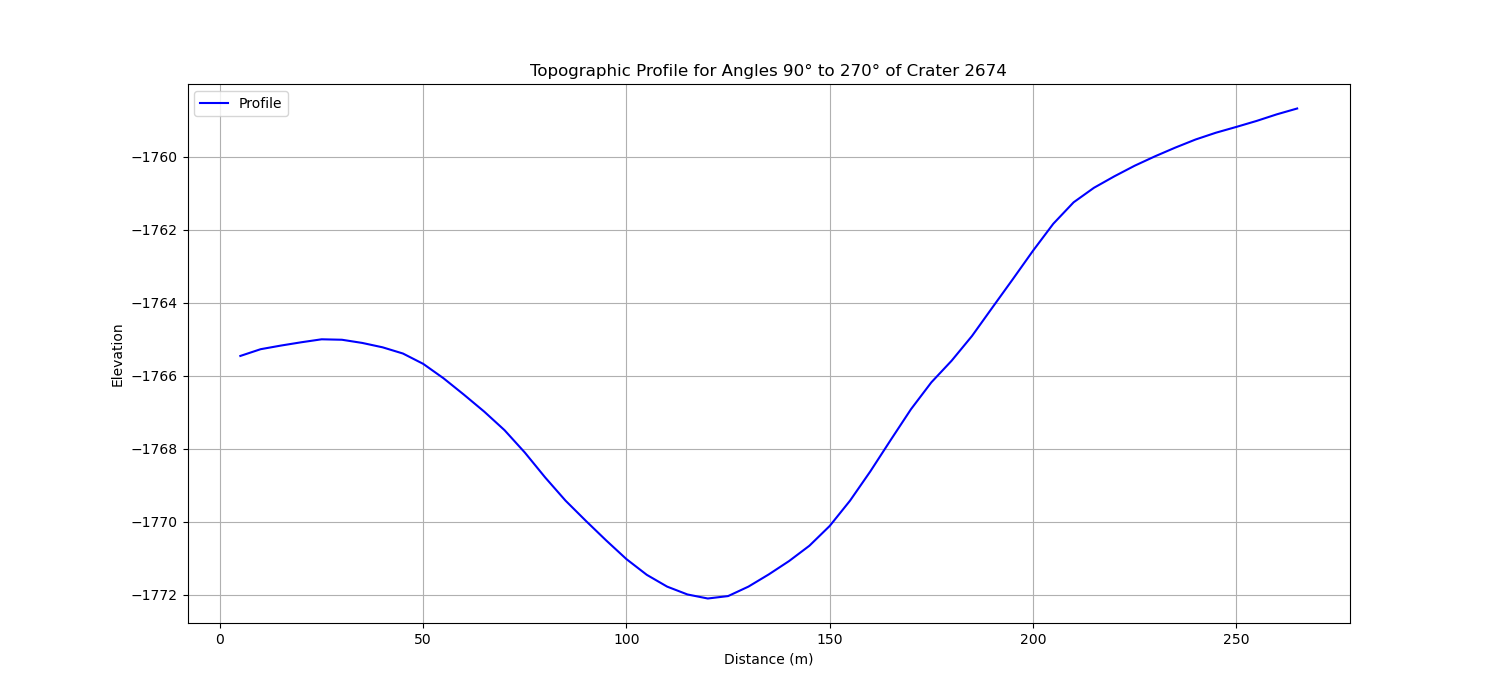 Topographic Profile for Angles 90° to 270° of Crater 2674
Profile
−1760
−1762
−1764
−1766
−1768
−1770
−1772
Elevation
0 50 100 150 200 250
Distance (m)